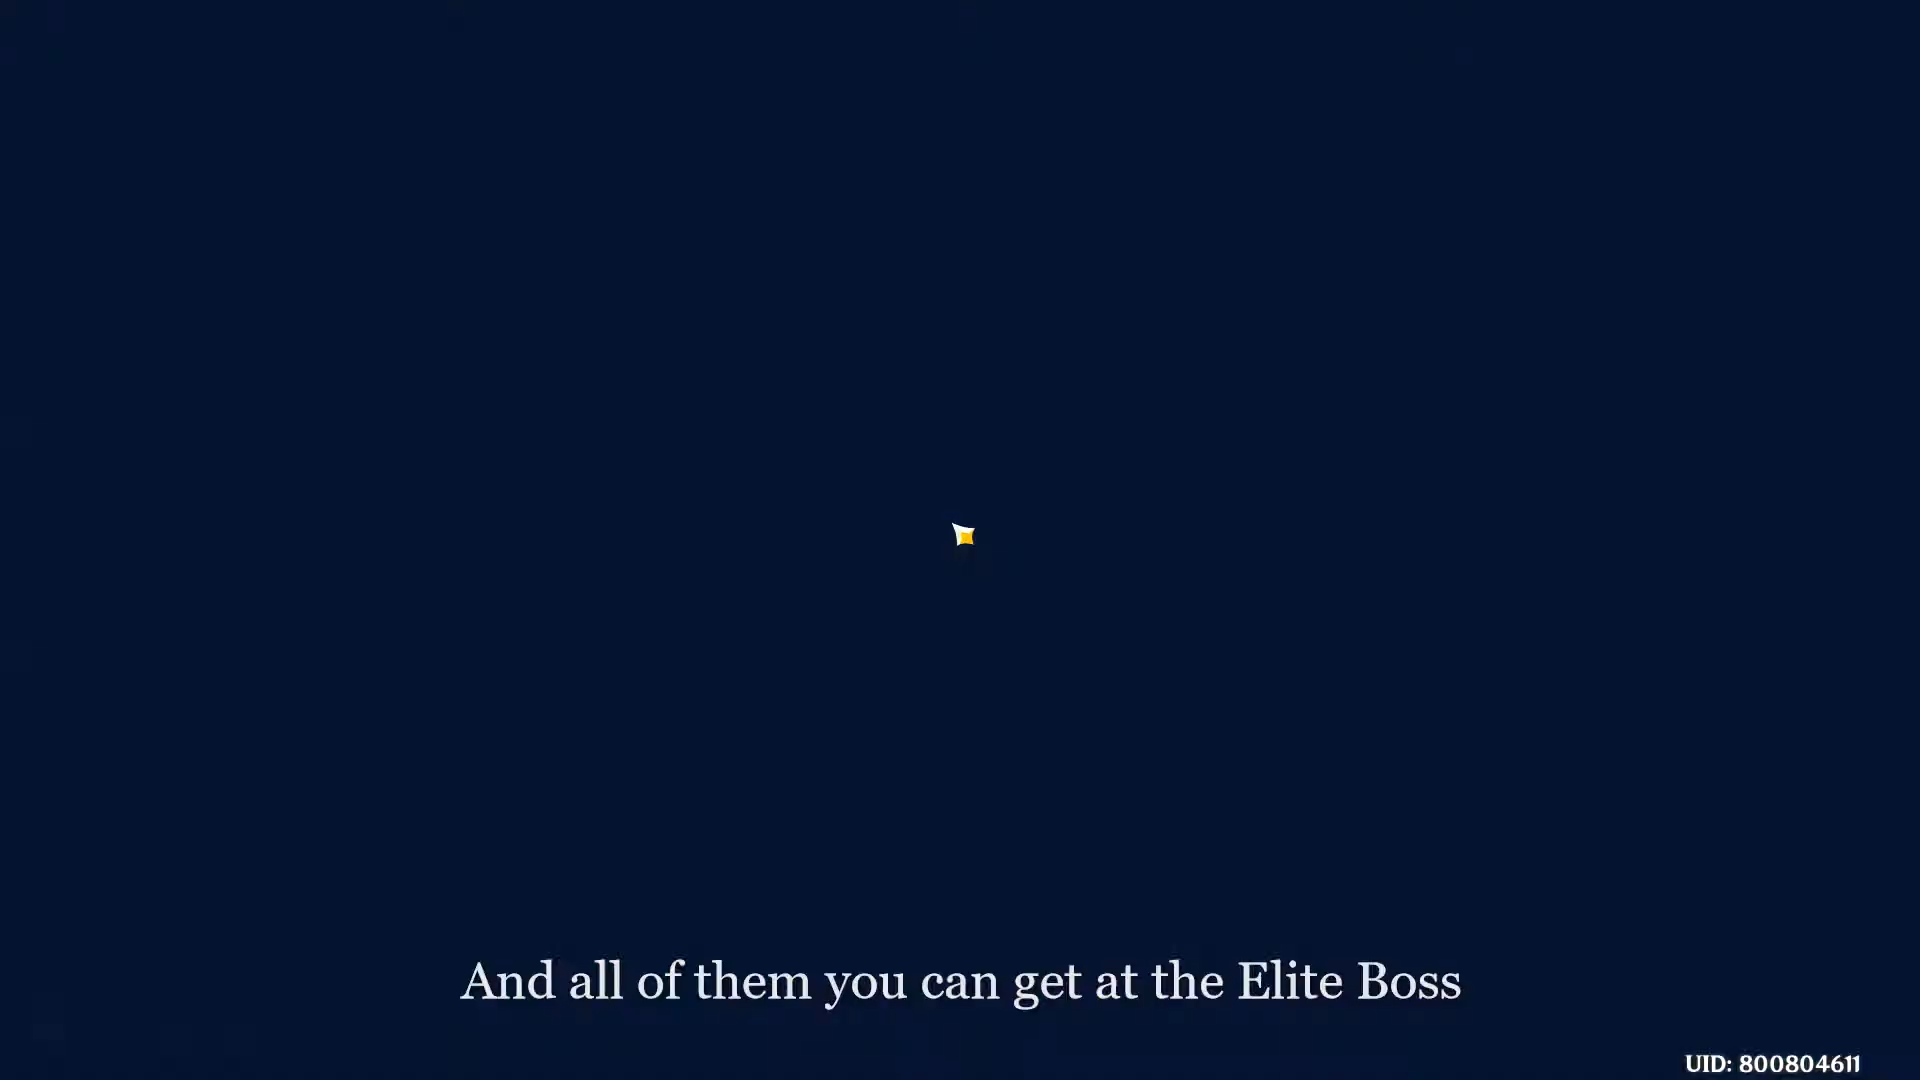 And all of them you can get at the Elite Boss
UID: 800804611